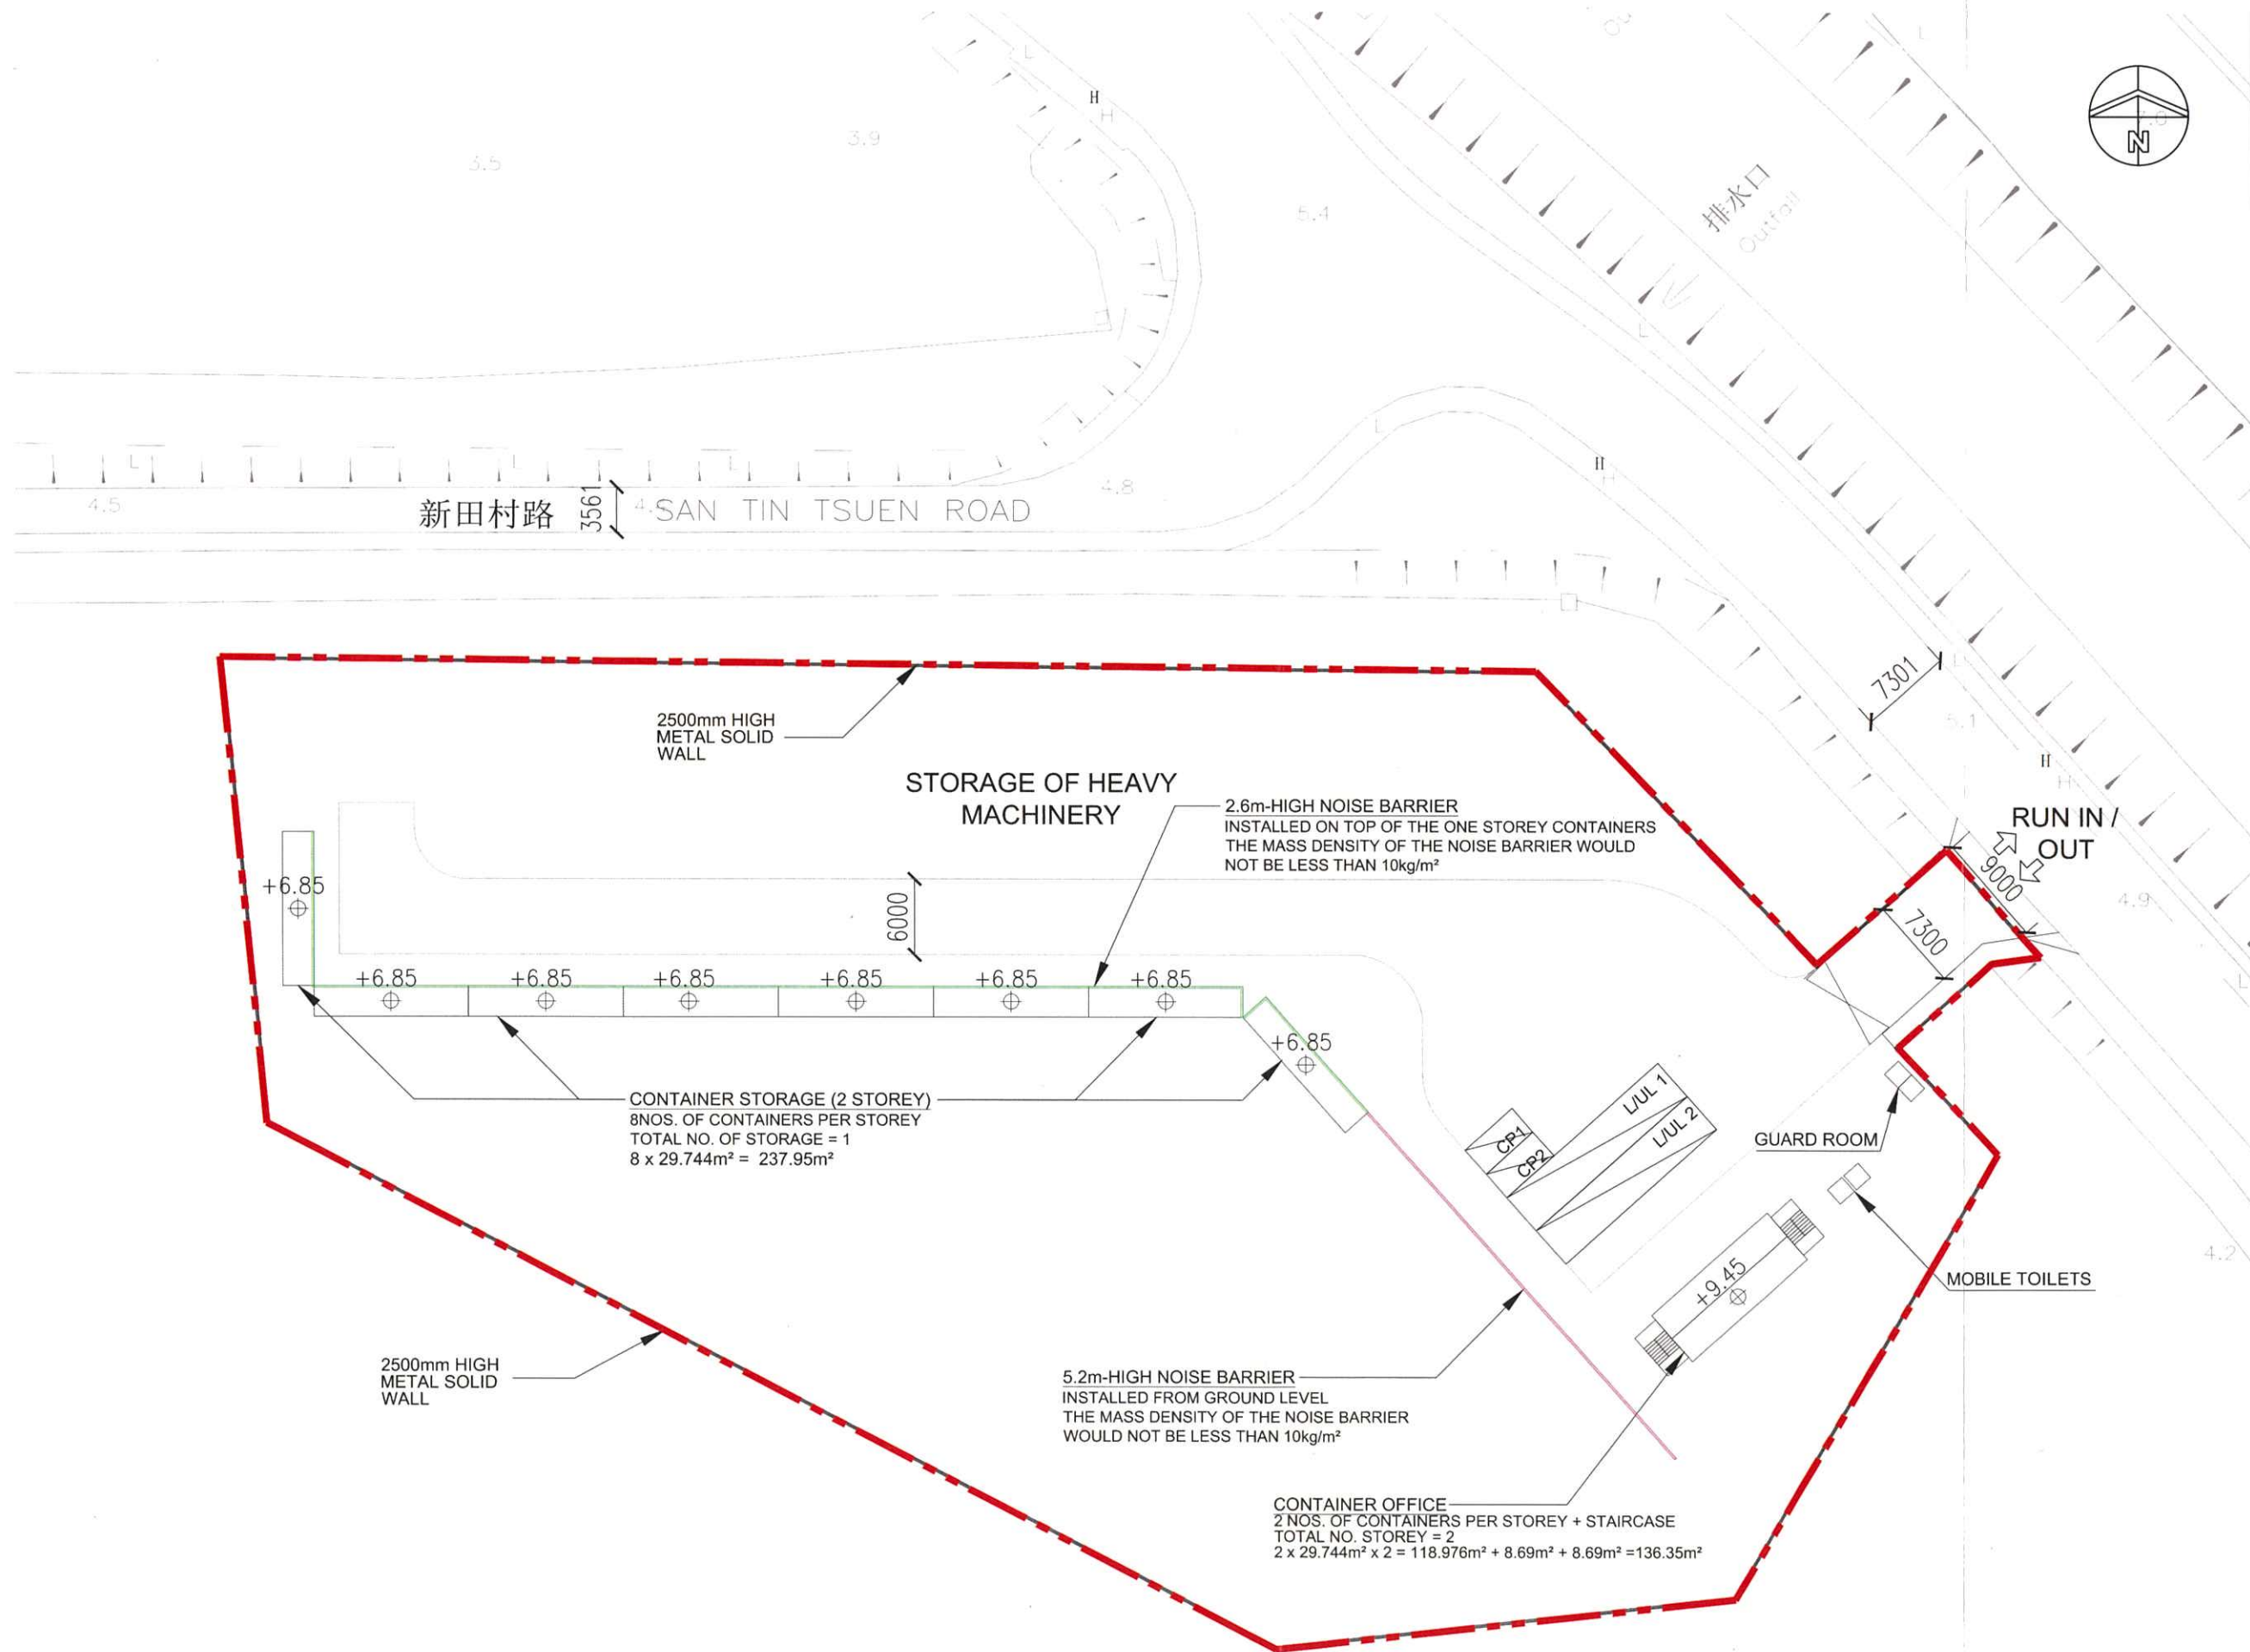 H
H
3.9
3.5
5.4
排水口
Outfall
7.0
N
L
L
H
H
L
L
L
L
4.5
新田村路
3561
SAN TIN TSUEN ROAD
4.8
7301
5.1
2500mm HIGH
METAL SOLID
WALL
STORAGE OF HEAVY
MACHINERY
2.6m-HIGH NOISE BARRIER
INSTALLED ON TOP OF THE ONE STOREY CONTAINERS
THE MASS DENSITY OF THE NOISE BARRIER WOULD
NOT BE LESS THAN 10kg/m²
H
H
RUN IN /
OUT
9000
7300
4.9
+6.85
6000
+6.85
+6.85
+6.85
+6.85
+6.85
+6.85
+6.85
CONTAINER STORAGE (2 STOREY)
8NOS. OF CONTAINERS PER STOREY
TOTAL NO. OF STORAGE = 1
8 x 29.744m² = 237.95m²
L/UL 1
L/UL 2
CP1
CP2
GUARD ROOM
MOBILE TOILETS
4.2
+9.45
2500mm HIGH
METAL SOLID
WALL
5.2m-HIGH NOISE BARRIER
INSTALLED FROM GROUND LEVEL
THE MASS DENSITY OF THE NOISE BARRIER
WOULD NOT BE LESS THAN 10kg/m²
CONTAINER OFFICE
2 NOS. OF CONTAINERS PER STOREY + STAIRCASE
TOTAL NO. STOREY = 2
2 x 29.744m² x 2 = 118.976m² + 8.69m² + 8.69m² =136.35m²